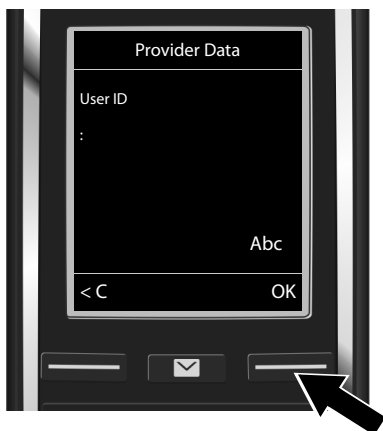 Provider Data
User ID
:
Abc
< C
OK